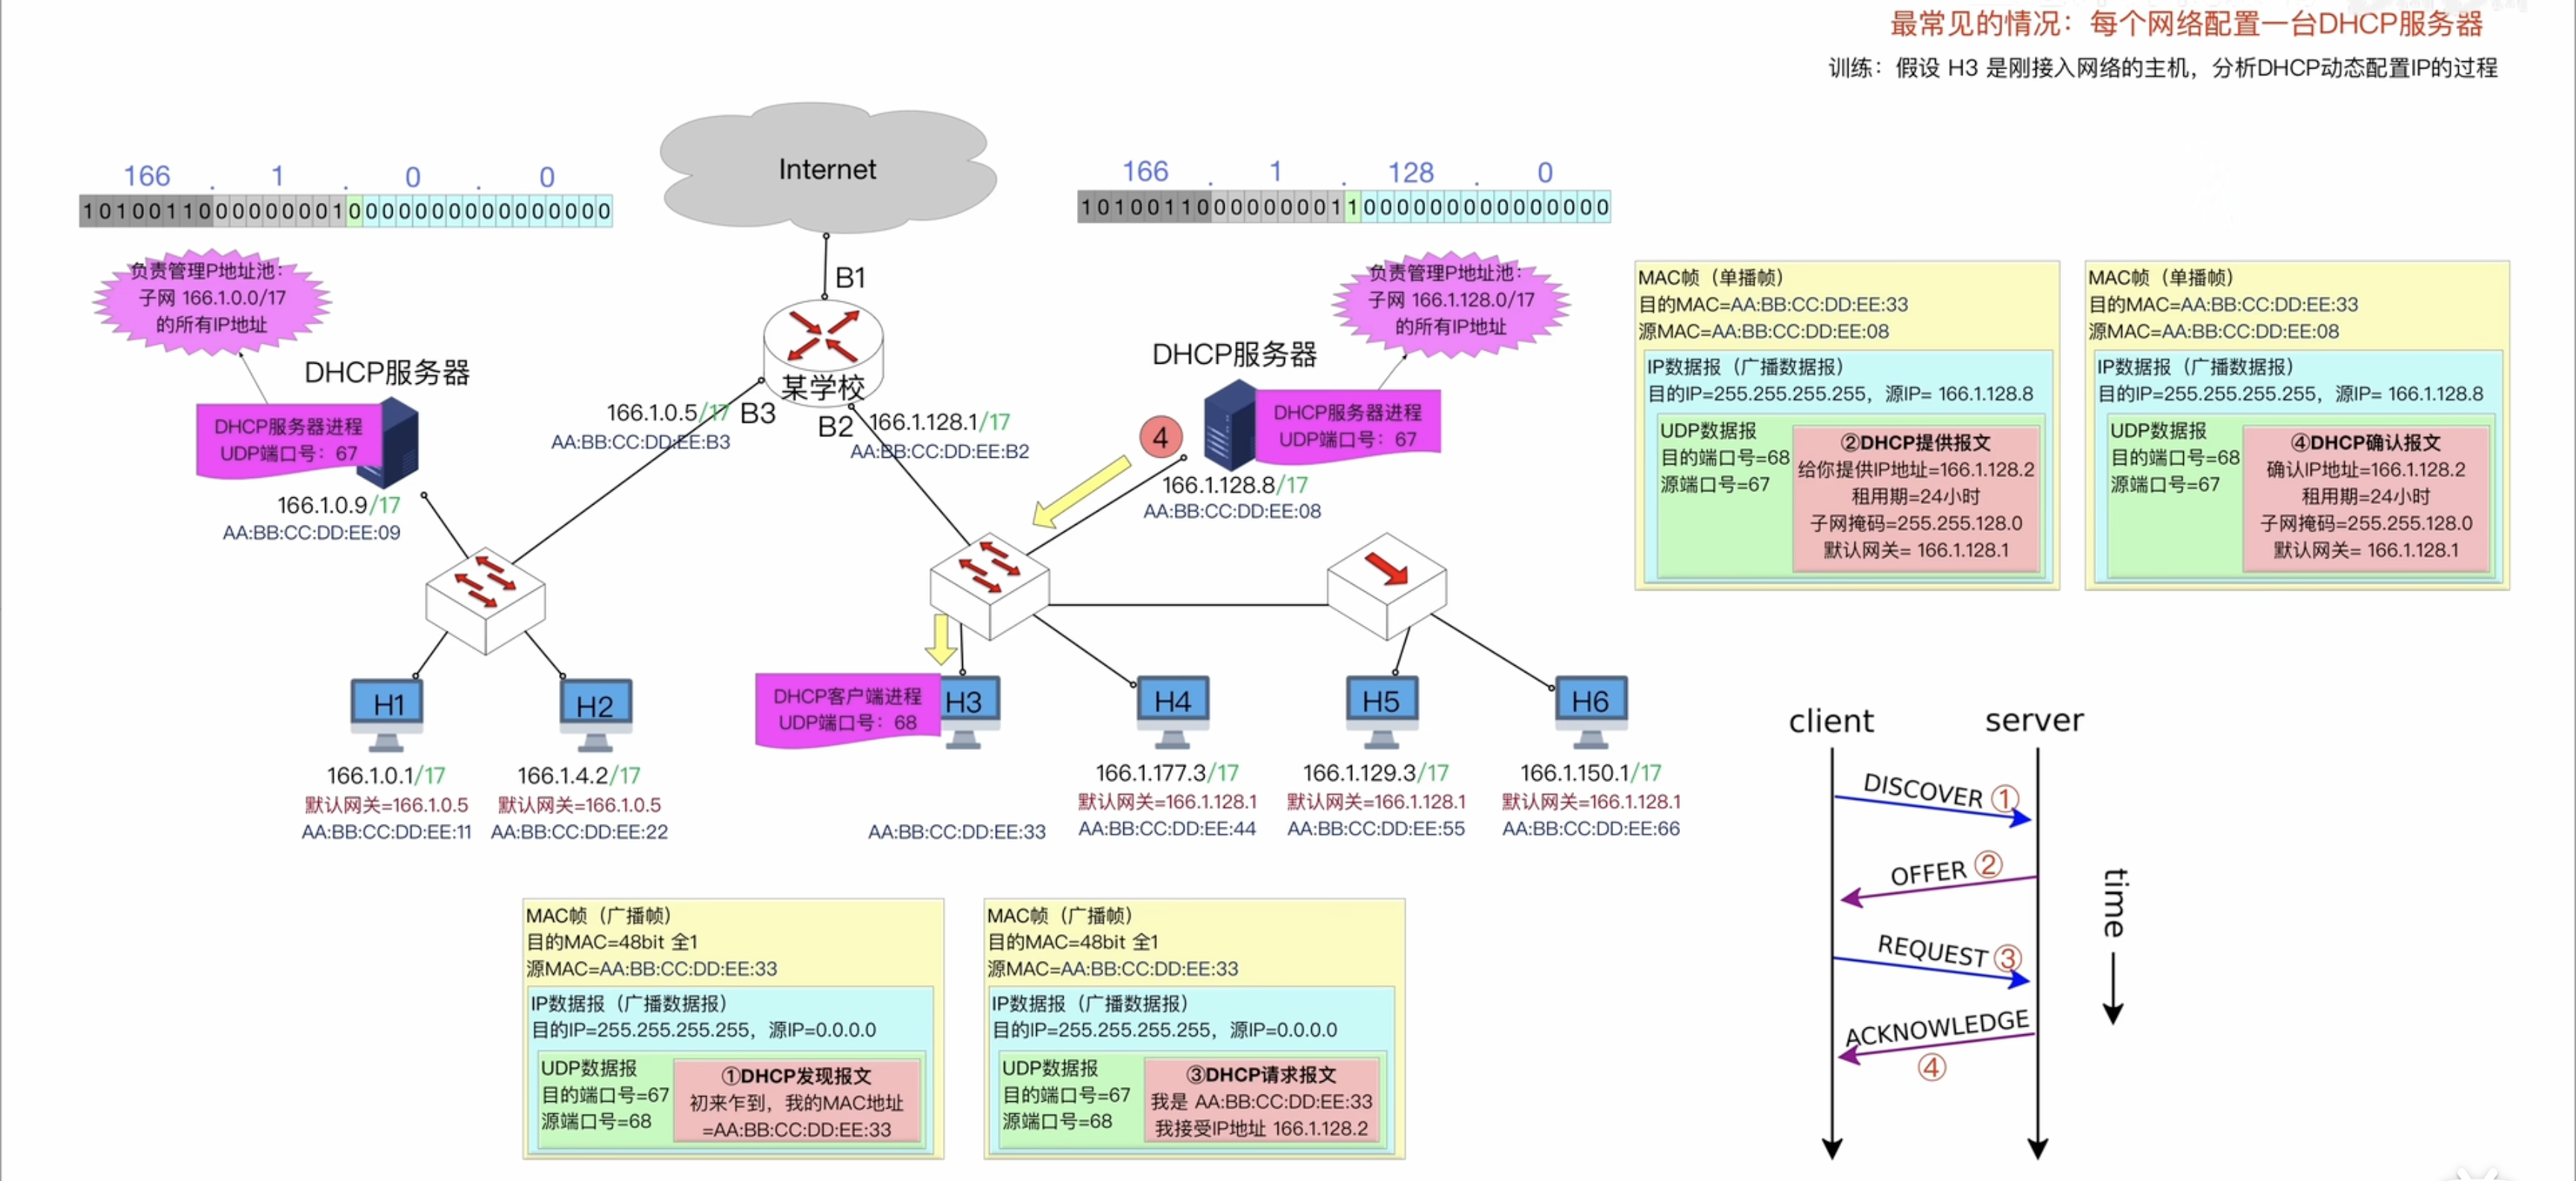 最常见的情况：每个网络配置一台DHCP服务器
训练：假设 H3 是刚接入网络的主机，分析DHCP动态配置IP的过程
166 . 1 . 0 . 0
10100110000000010000000000000000
166 . 1 . 128 . 0
10100110000000011000000000000000
Internet
B1
某学校
B3
B2
负责管理P地址池：
子网 166.1.0.0/17
的所有IP地址
DHCP服务器
DHCP服务器进程
UDP端口号：67
166.1.0.9/17
AA:BB:CC:DD:EE:09
166.1.0.5/17
AA:BB:CC:DD:EE:B3
166.1.128.1/17
AA:BB:CC:DD:EE:B2
负责管理P地址池：
子网 166.1.128.0/17
的所有IP地址
DHCP服务器
4
DHCP服务器进程
UDP端口号：67
166.1.128.8/17
AA:BB:CC:DD:EE:08
MAC帧（单播帧）
目的MAC=AA:BB:CC:DD:EE:33
源MAC=AA:BB:CC:DD:EE:08
IP数据报（广播数据报）
目的IP=255.255.255.255，源IP= 166.1.128.8
UDP数据报
目的端口号=68
源端口号=67
②DHCP提供报文
给你提供IP地址=166.1.128.2
租用期=24小时
子网掩码=255.255.128.0
默认网关= 166.1.128.1
MAC帧（单播帧）
目的MAC=AA:BB:CC:DD:EE:33
源MAC=AA:BB:CC:DD:EE:08
IP数据报（广播数据报）
目的IP=255.255.255.255，源IP= 166.1.128.8
UDP数据报
目的端口号=68
源端口号=67
④DHCP确认报文
确认IP地址=166.1.128.2
租用期=24小时
子网掩码=255.255.128.0
默认网关= 166.1.128.1
H1
166.1.0.1/17
默认网关=166.1.0.5
AA:BB:CC:DD:EE:11
H2
166.1.4.2/17
默认网关=166.1.0.5
AA:BB:CC:DD:EE:22
DHCP客户端进程
UDP端口号：68
H3
AA:BB:CC:DD:EE:33
H4
166.1.177.3/17
默认网关=166.1.128.1
AA:BB:CC:DD:EE:44
H5
166.1.129.3/17
默认网关=166.1.128.1
AA:BB:CC:DD:EE:55
H6
166.1.150.1/17
默认网关=166.1.128.1
AA:BB:CC:DD:EE:66
MAC帧（广播帧）
目的MAC=48bit 全1
源MAC=AA:BB:CC:DD:EE:33
IP数据报（广播数据报）
目的IP=255.255.255.255，源IP=0.0.0.0
UDP数据报
目的端口号=67
源端口号=68
①DHCP发现报文
初来乍到，我的MAC地址
=AA:BB:CC:DD:EE:33
MAC帧（广播帧）
目的MAC=48bit 全1
源MAC=AA:BB:CC:DD:EE:33
IP数据报（广播数据报）
目的IP=255.255.255.255，源IP=0.0.0.0
UDP数据报
目的端口号=67
源端口号=68
③DHCP请求报文
我是 AA:BB:CC:DD:EE:33
我接受IP地址 166.1.128.2
client
server
DISCOVER ①
OFFER ②
REQUEST ③
ACKNOWLEDGE
④
time